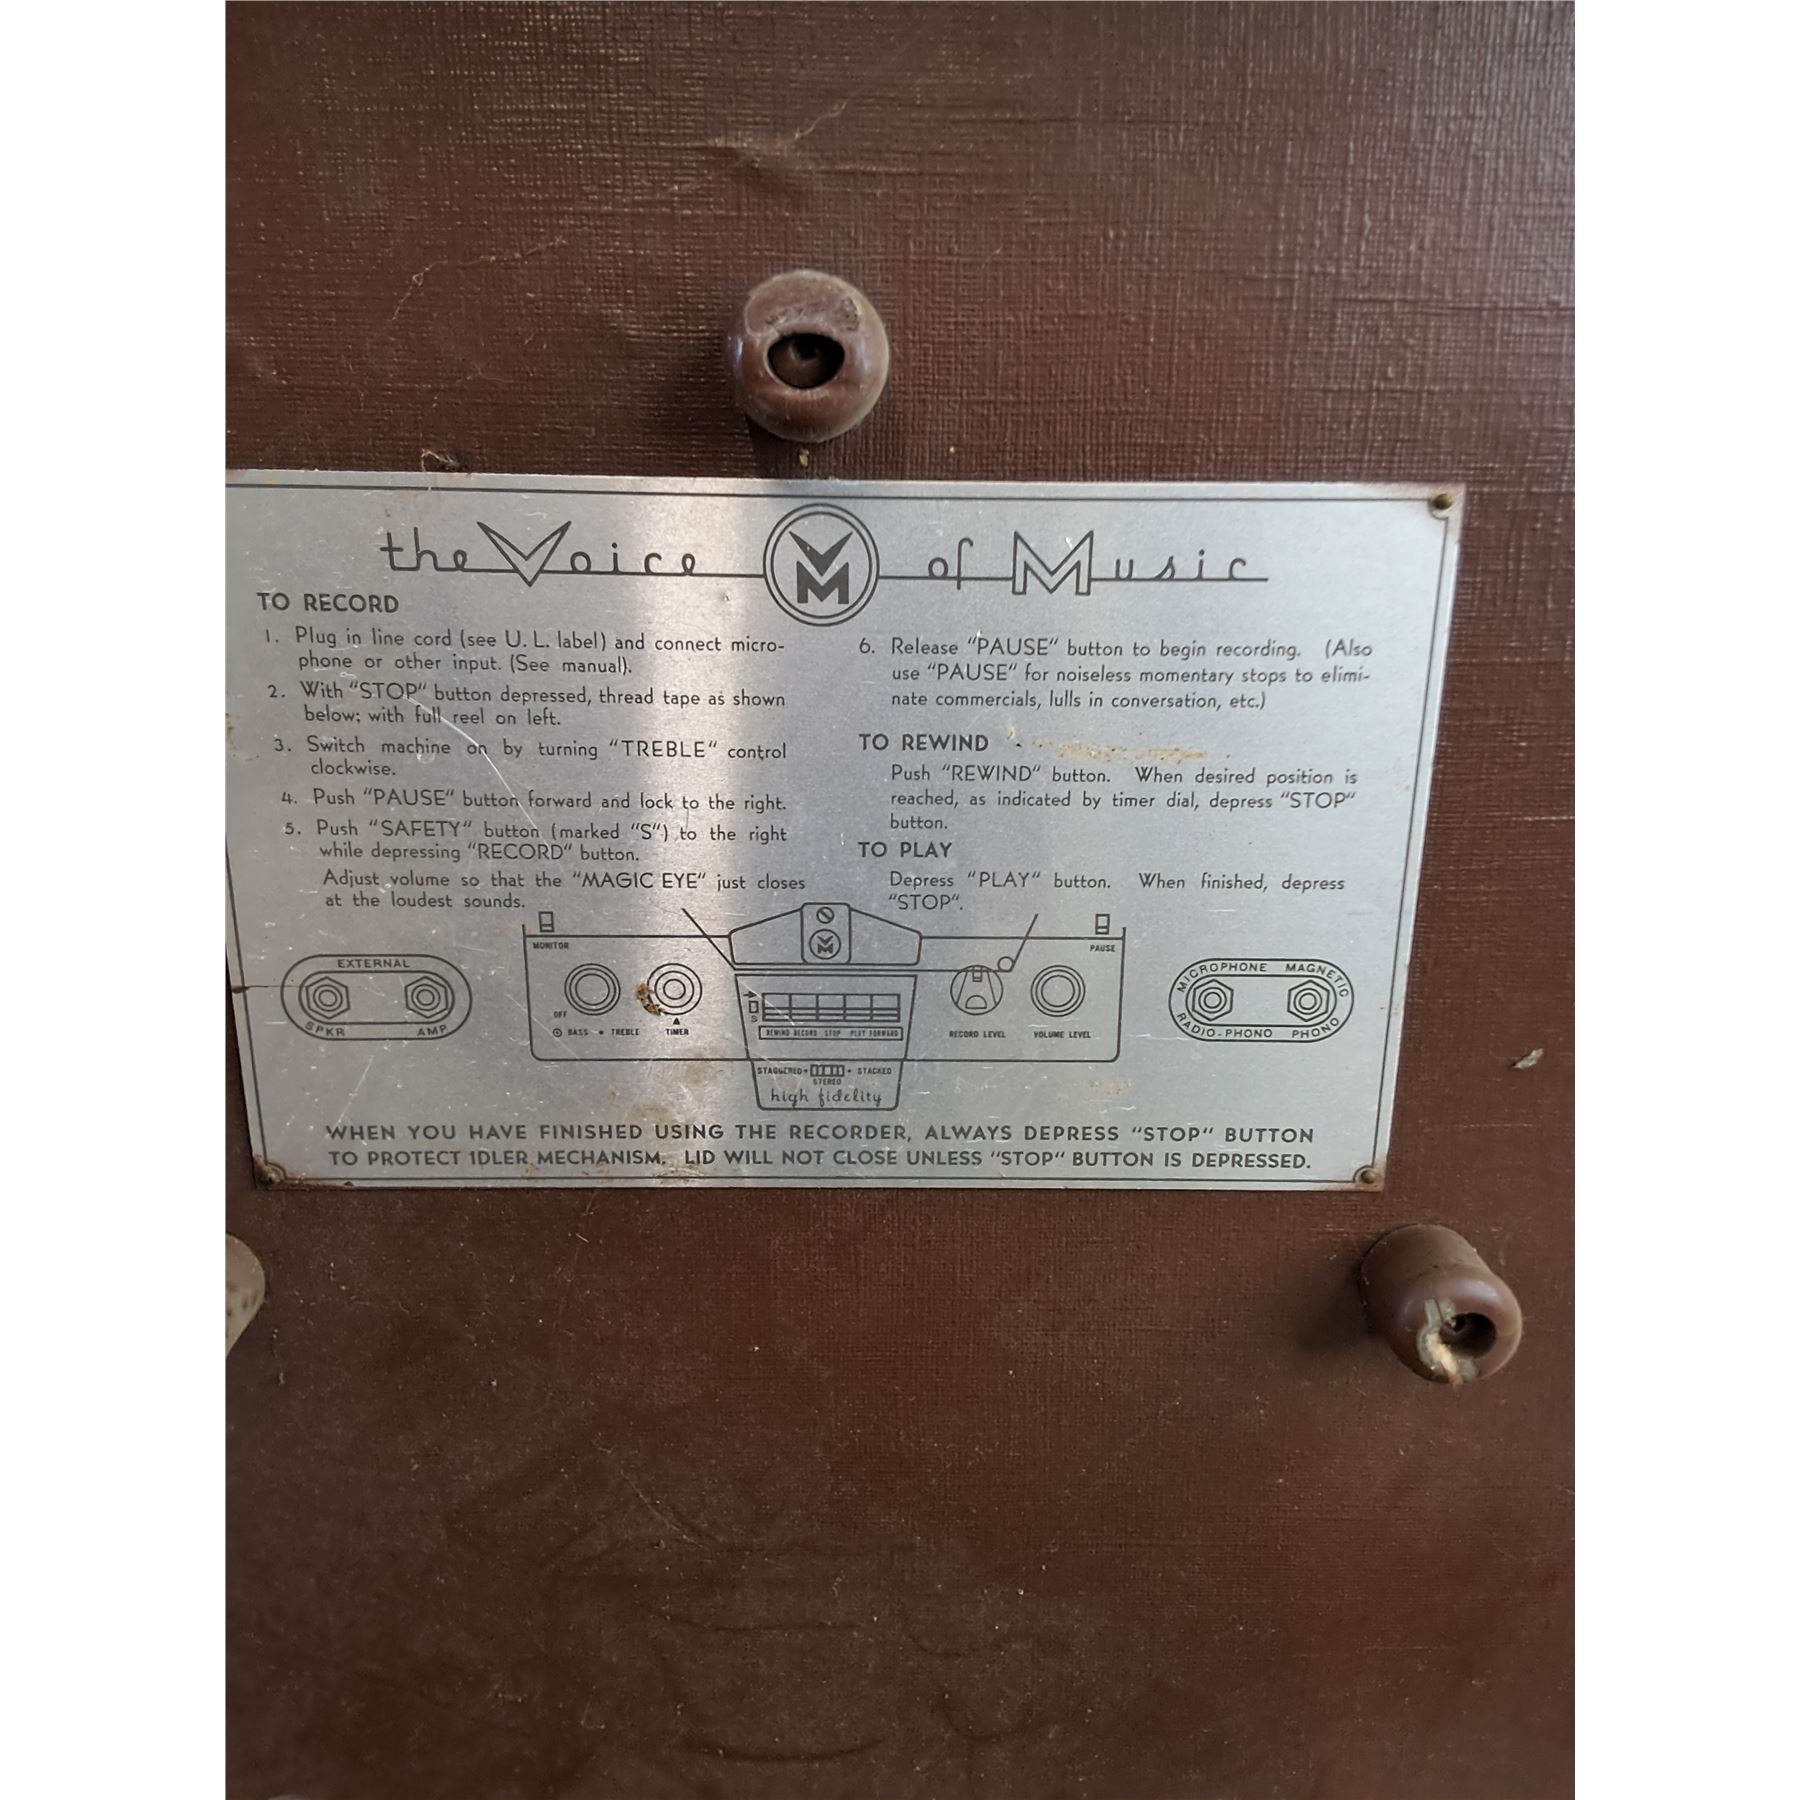 the Voice VM of Music
TO RECORD
1. Plug in line cord (see U. L. label) and connect micro-
phone or other input. (See manual).
2. With "STOP" button depressed, thread tape as shown
below; with full reel on left.
3. Switch machine on by turning "TREBLE" control
clockwise.
4. Push "PAUSE" button forward and lock to the right.
5. Push "SAFETY" button (marked "S") to the right
while depressing "RECORD" button.
Adjust volume so that the "MAGIC EYE" just closes
at the loudest sounds.
6. Release "PAUSE" button to begin recording. (Also
use "PAUSE" for noiseless momentary stops to elimi-
nate commercials, lulls in conversation, etc.)
TO REWIND
Push "REWIND" button. When desired position is
reached, as indicated by timer dial, depress "STOP"
button.
TO PLAY
Depress "PLAY" button. When finished, depress
"STOP".
EXTERNAL
SPKR AMP
MONITOR
OFF
BASS TREBLE
TIMER
VM
S
REWIND RECORD STOP PLAY FORWARD
STAGGERED STACKED
STEREO
high fidelity
PAUSE
RECORD LEVEL
VOLUME LEVEL
MICROPHONE MAGNETIC
RADIO-PHONO PHONO
WHEN YOU HAVE FINISHED USING THE RECORDER, ALWAYS DEPRESS "STOP" BUTTON
TO PROTECT IDLER MECHANISM. LID WILL NOT CLOSE UNLESS "STOP" BUTTON IS DEPRESSED.